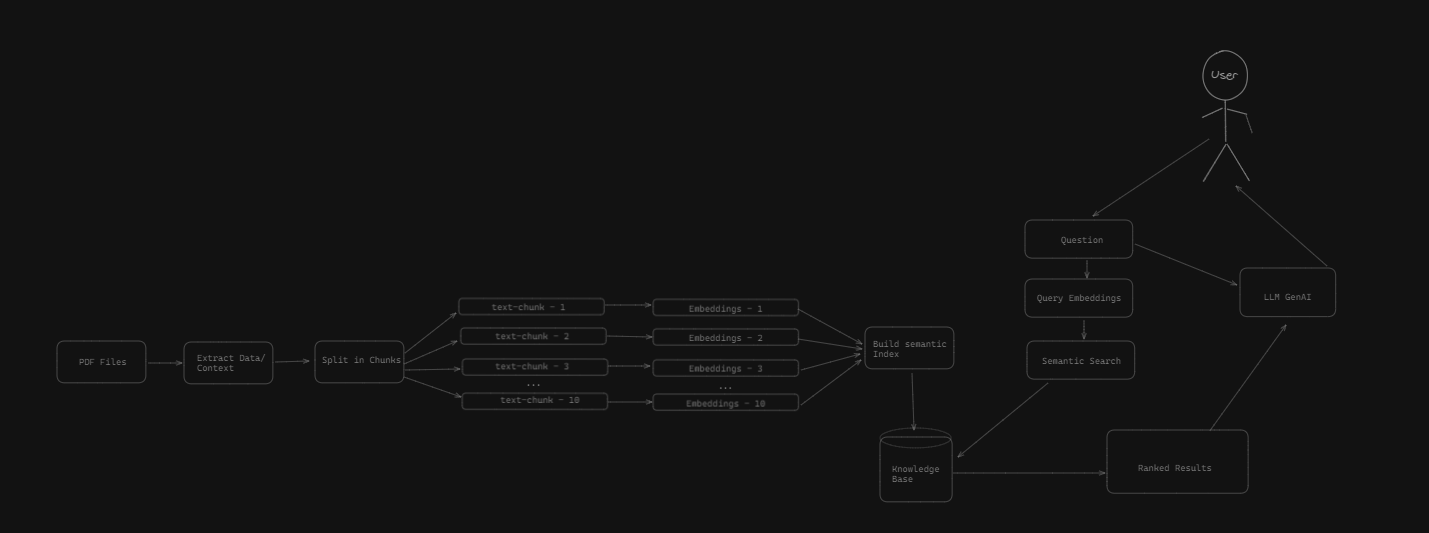 User
Question
Query Embeddings
LLM GenAI
text-chunk - 1
Embeddings - 1
text-chunk - 2
Embeddings - 2
Build semantic
Index
PDF Files
Extract Data/
Context
Split in Chunks
text-chunk - 3
Embeddings - 3
Semantic Search
...
...
text-chunk - 10
Embeddings - 10
Knowledge
Base
Ranked Results